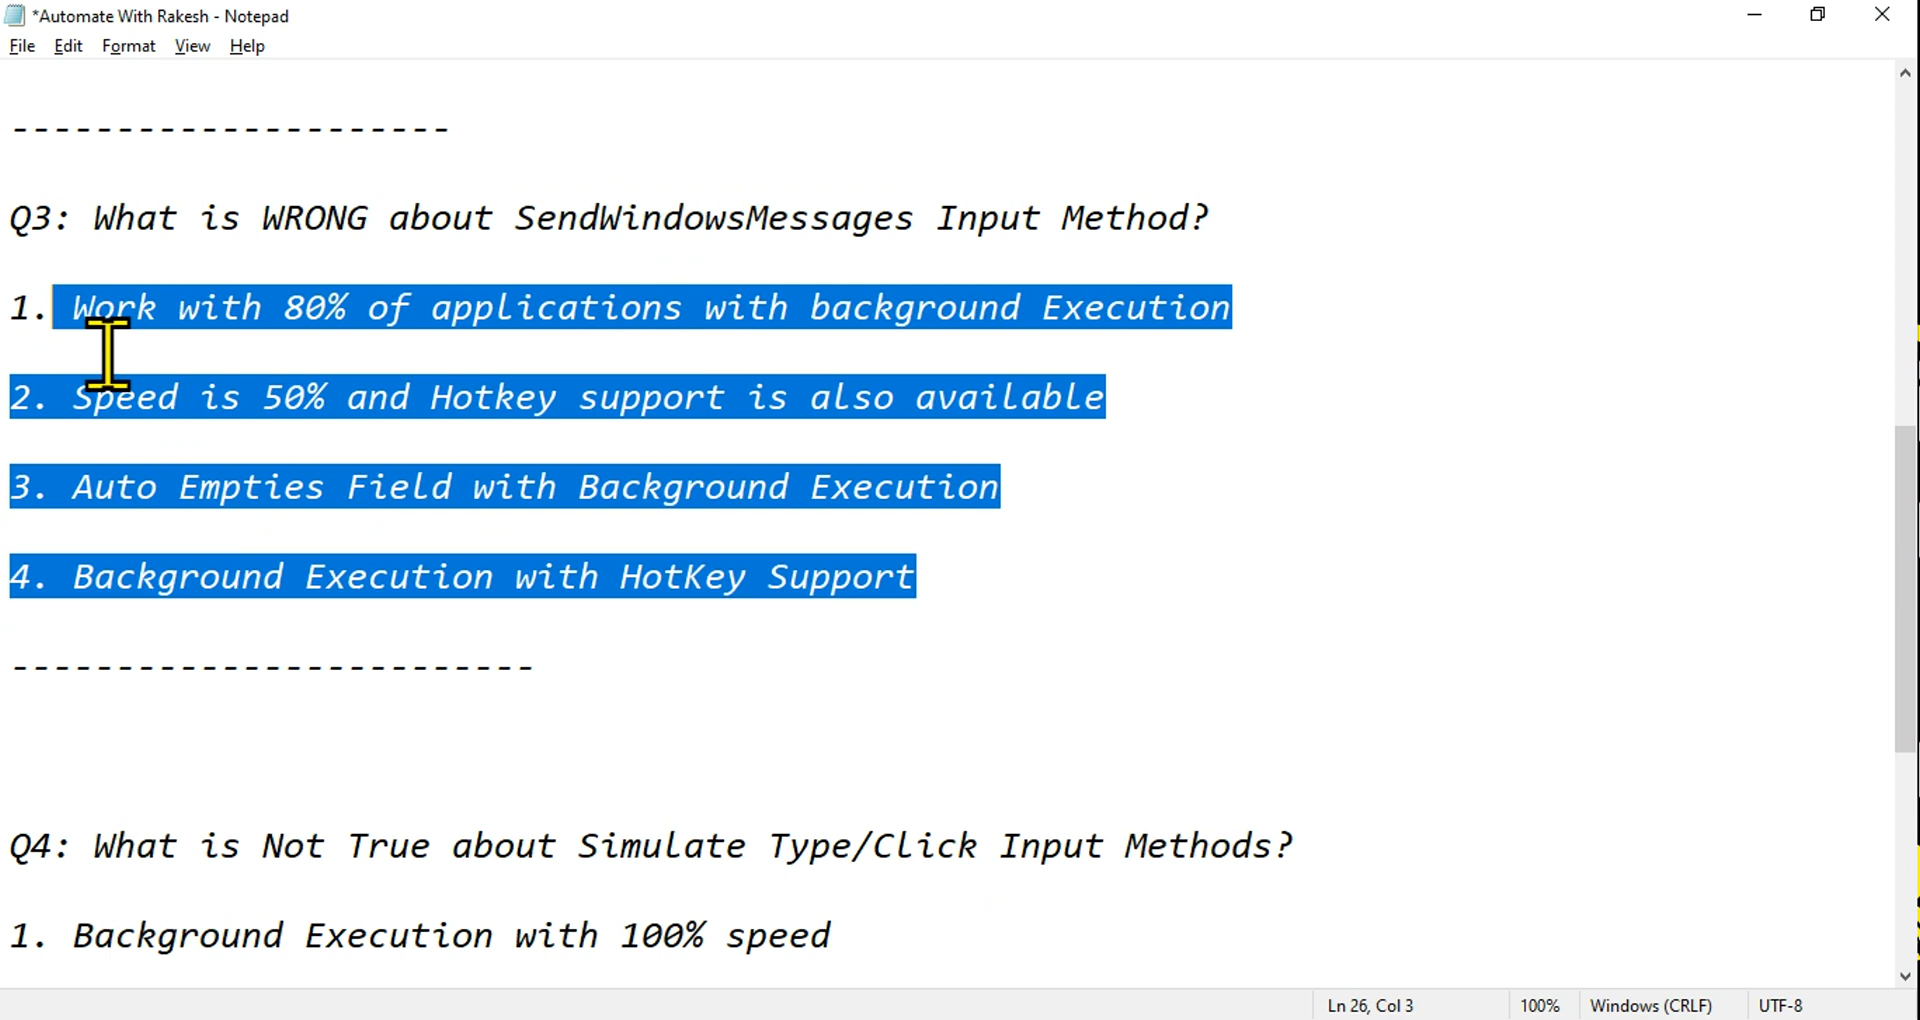 *Automate With Rakesh - Notepad
File Edit Format View Help
----------------------
Q3: What is WRONG about SendWindowsMessages Input Method?
1. Work with 80% of applications with background Execution
2. Speed is 50% and Hotkey support is also available
3. Auto Empties Field with Background Execution
4. Background Execution with HotKey Support
-------------------------
Q4: What is Not True about Simulate Type/Click Input Methods?
1. Background Execution with 100% speed
Ln 26, Col 3 100% Windows (CRLF) UTF-8